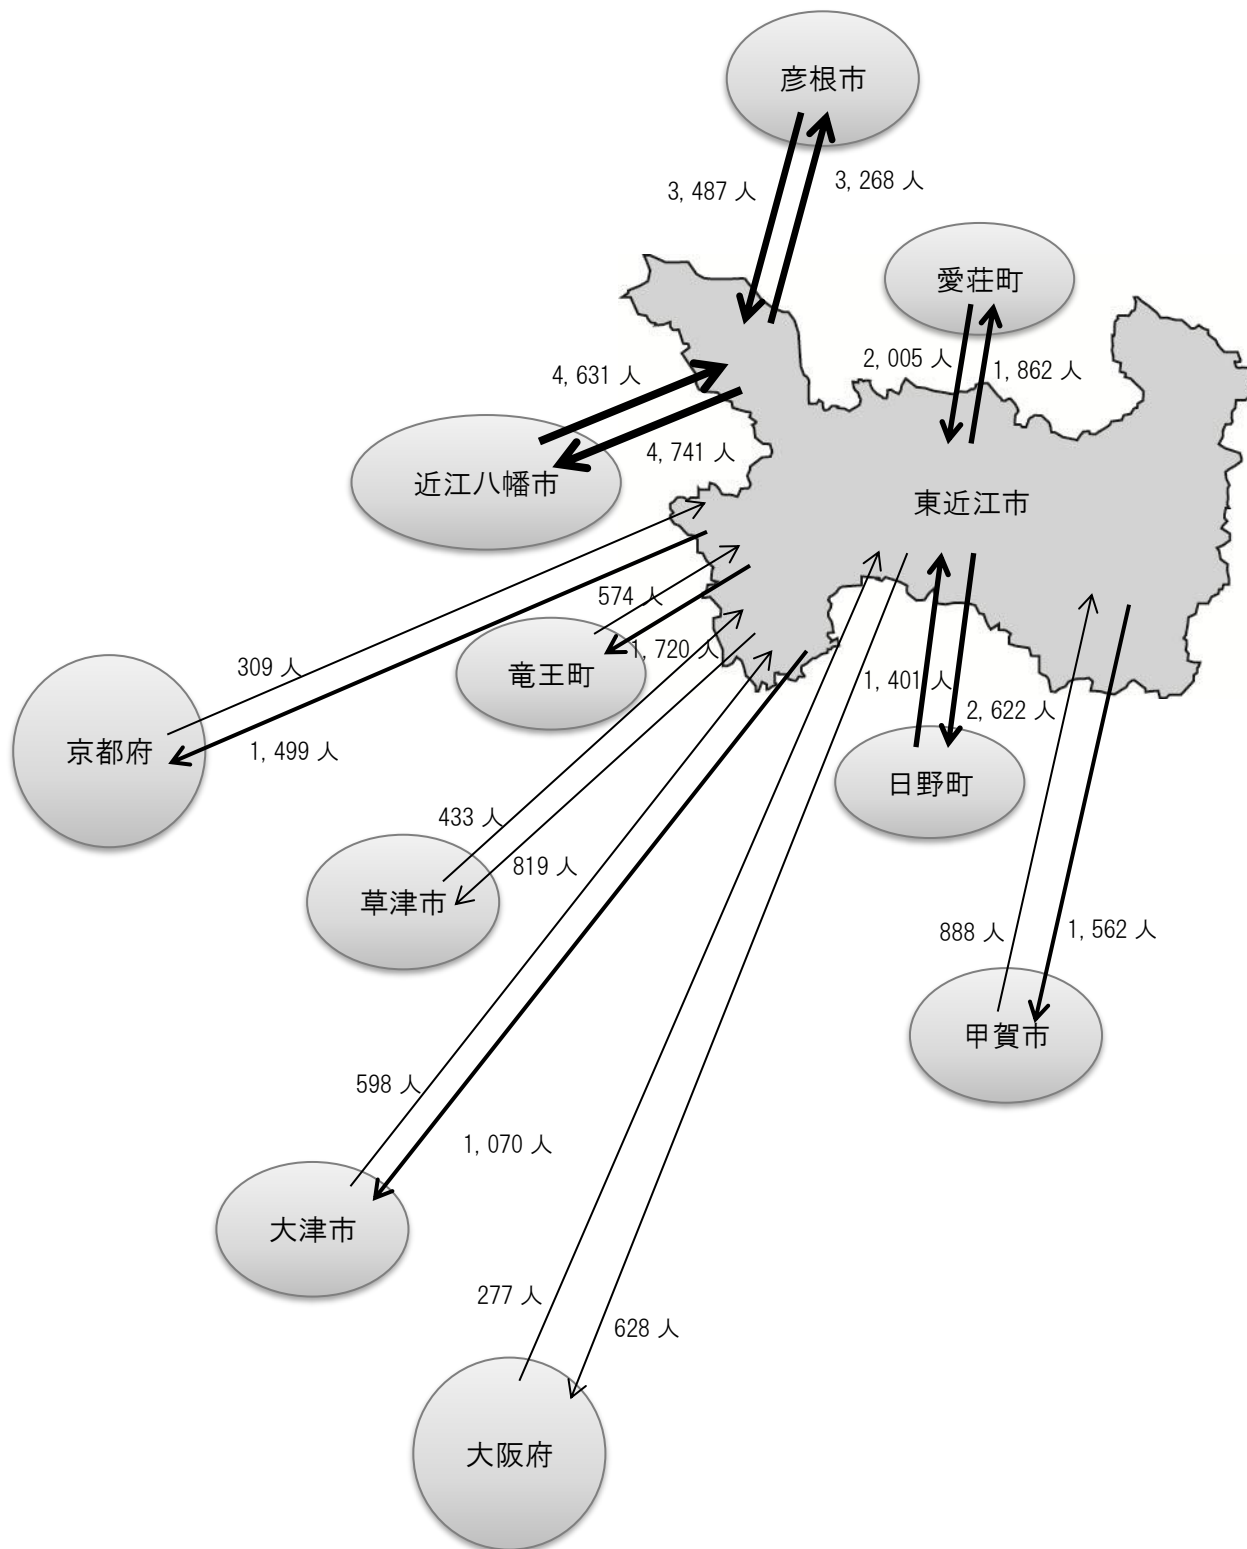 彦根市
3,487 人
3,268 人
愛荘町
2,005 人
1,862 人
4,631 人
4,741 人
近江八幡市
東近江市
574 人
1,720 人
竜王町
309 人
1,499 人
京都府
1,401 人
2,622 人
日野町
433 人
819 人
草津市
888 人
1,562 人
甲賀市
598 人
1,070 人
大津市
277 人
628 人
大阪府